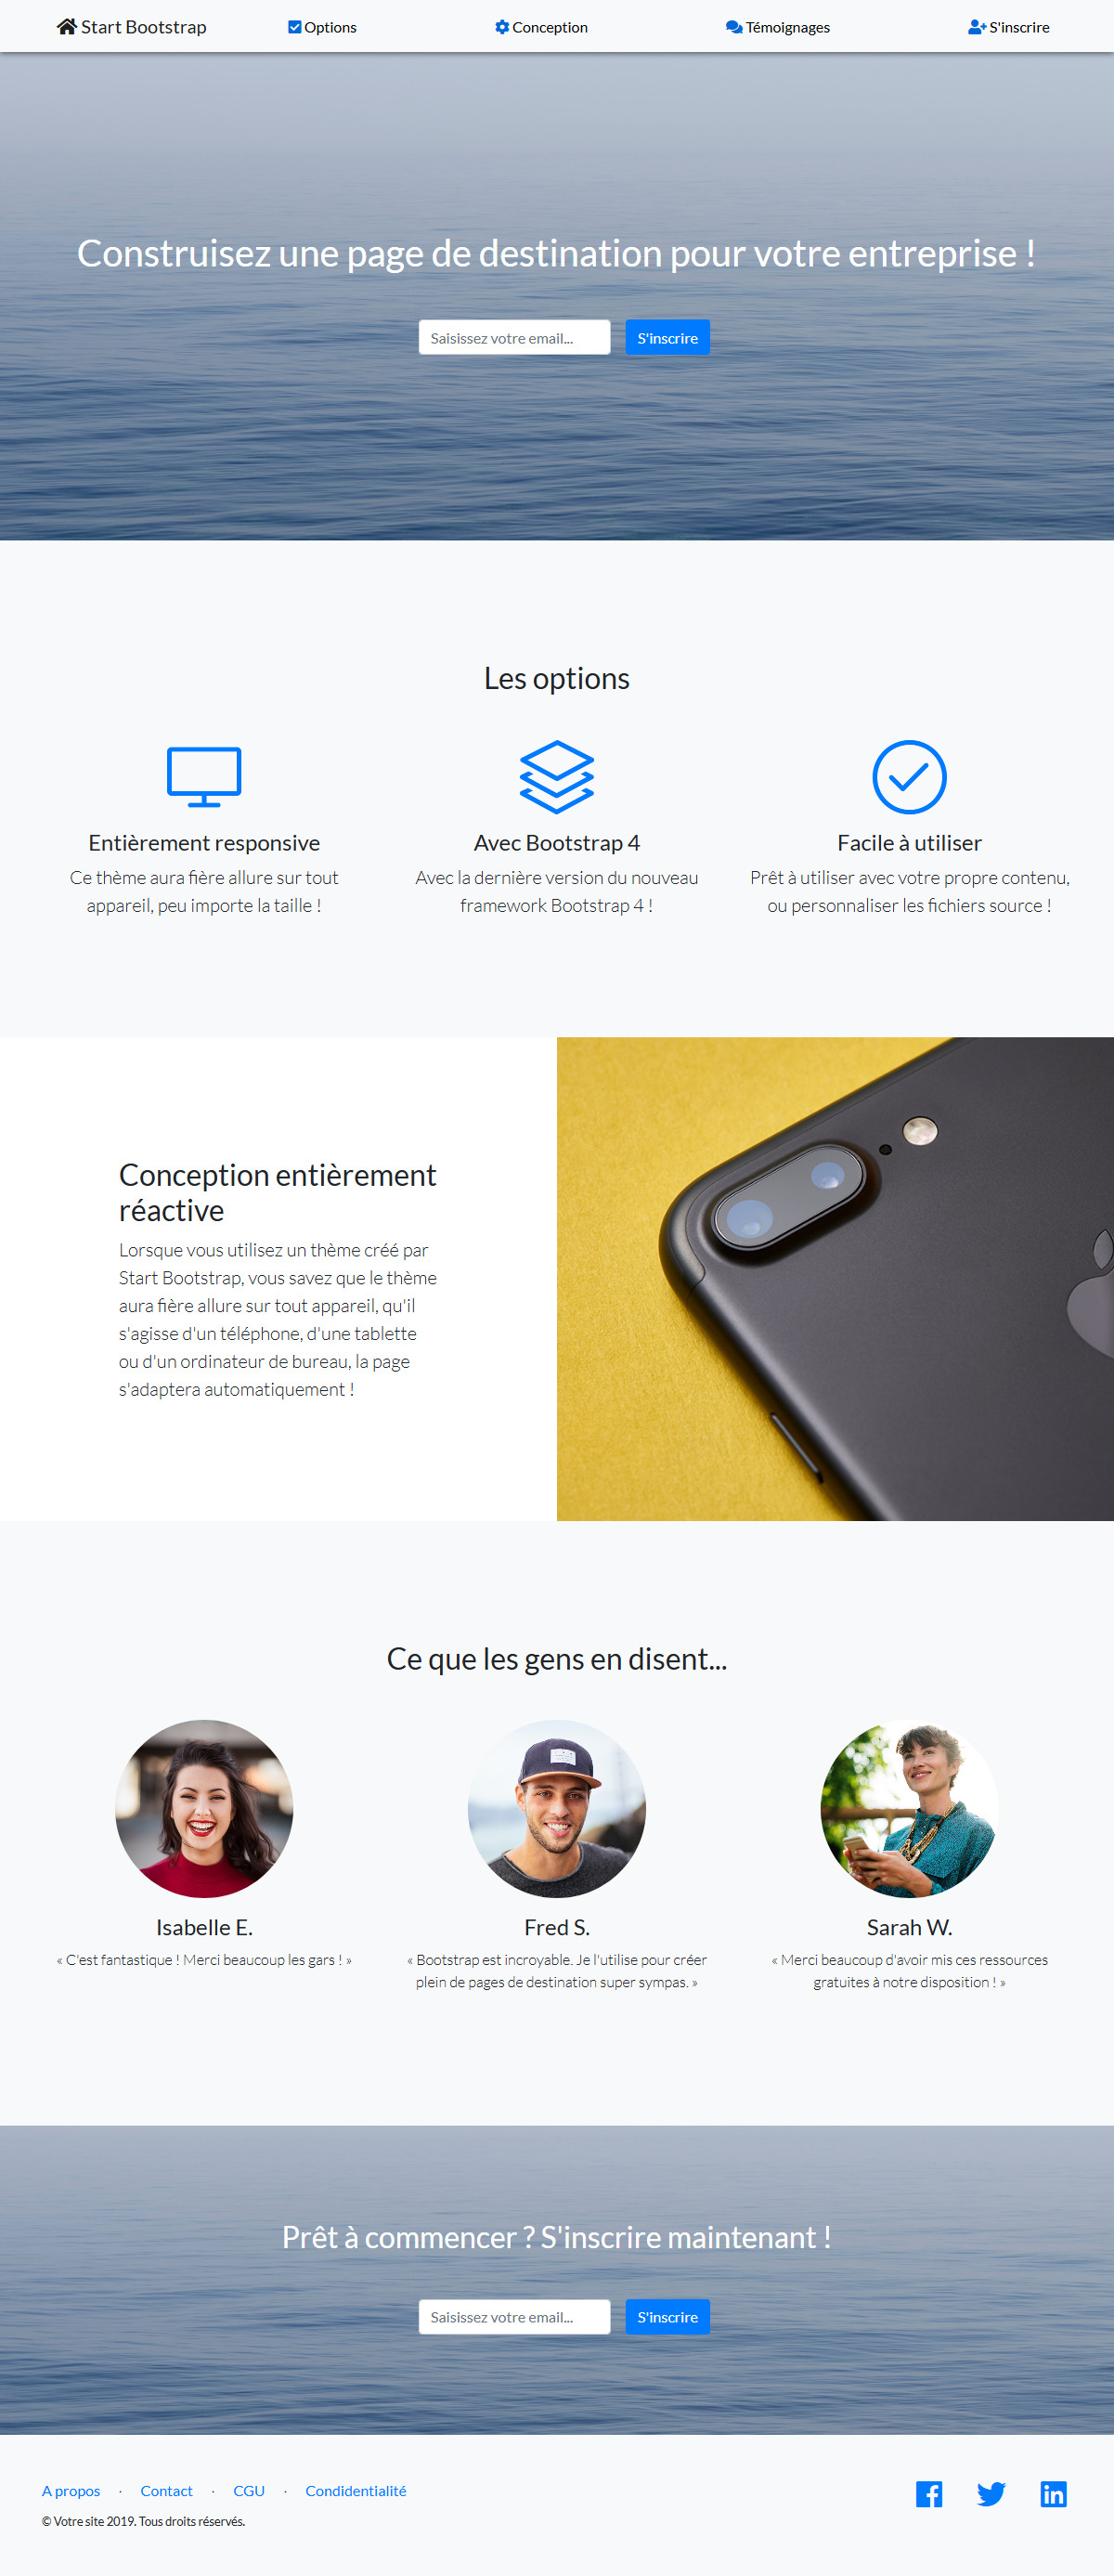 Start Bootstrap
Options
Conception
Témoignages
S'inscrire
Construisez une page de destination pour votre entreprise !
Saisissez votre email...
S'inscrire
Les options
Entièrement responsive
Ce thème aura fière allure sur tout
appareil, peu importe la taille !
Avec Bootstrap 4
Avec la dernière version du nouveau
framework Bootstrap 4 !
Facile à utiliser
Prêt à utiliser avec votre propre contenu,
ou personnaliser les fichiers source !
Conception entièrement
réactive
Lorsque vous utilisez un thème créé par
Start Bootstrap, vous savez que le thème
aura fière allure sur tout appareil, qu'il
s'agisse d'un téléphone, d'une tablette
ou d'un ordinateur de bureau, la page
s'adaptera automatiquement !
Ce que les gens en disent...
Isabelle E.
« C'est fantastique ! Merci beaucoup les gars ! »
Fred S.
« Bootstrap est incroyable. Je l'utilise pour créer
plein de pages de destination super sympas. »
Sarah W.
« Merci beaucoup d'avoir mis ces ressources
gratuites à notre disposition ! »
Prêt à commencer ? S'inscrire maintenant !
Saisissez votre email...
S'inscrire
A propos · Contact · CGU · Condidentialité
© Votre site 2019. Tous droits réservés.